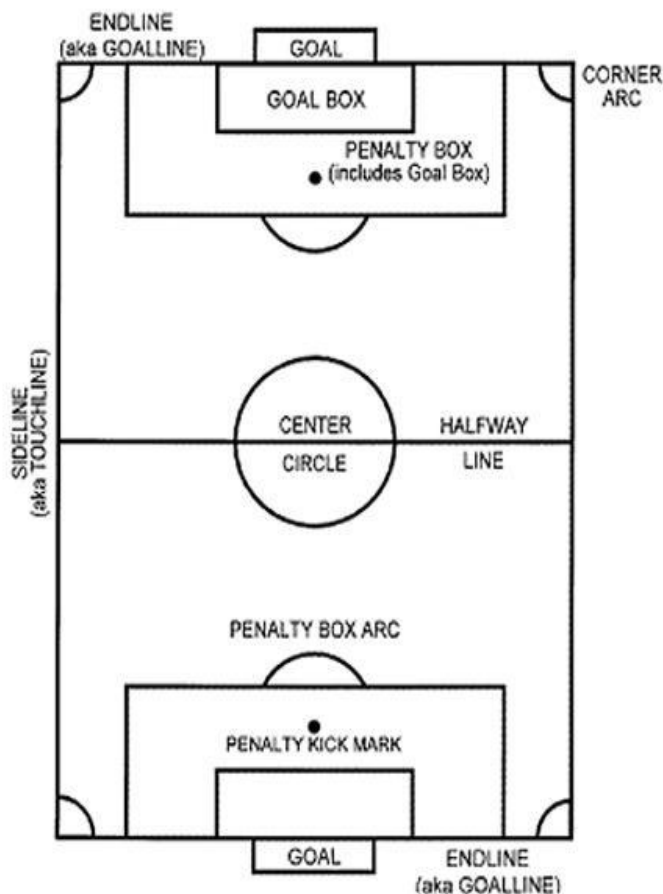 ENDLINE
(aka GOALLINE)
GOAL
GOAL BOX
CORNER
ARC
PENALTY BOX
(includes Goal Box)
SIDELINE
(aka TOUCHLINE)
CENTER
CIRCLE
HALFWAY
LINE
PENALTY BOX ARC
PENALTY KICK MARK
GOAL
ENDLINE
(aka GOALLINE)